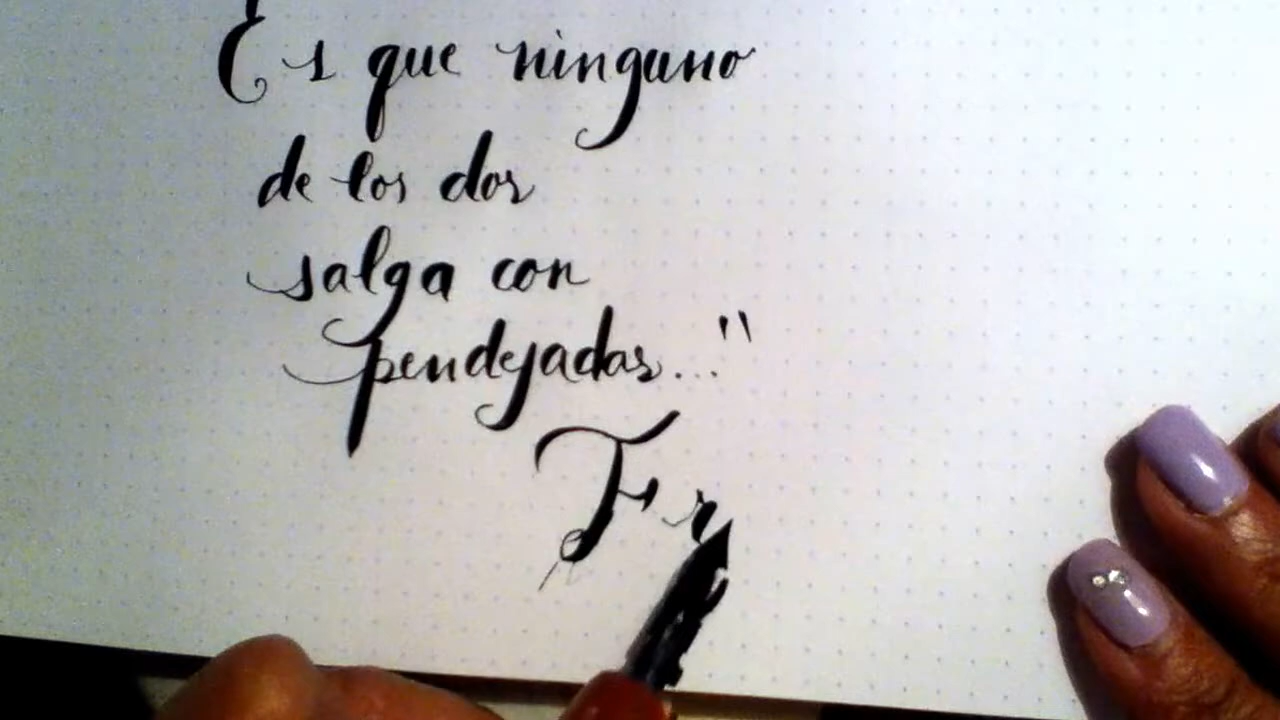 Es que ninguno
de los dos
salga con
pendejadas..."
Fr